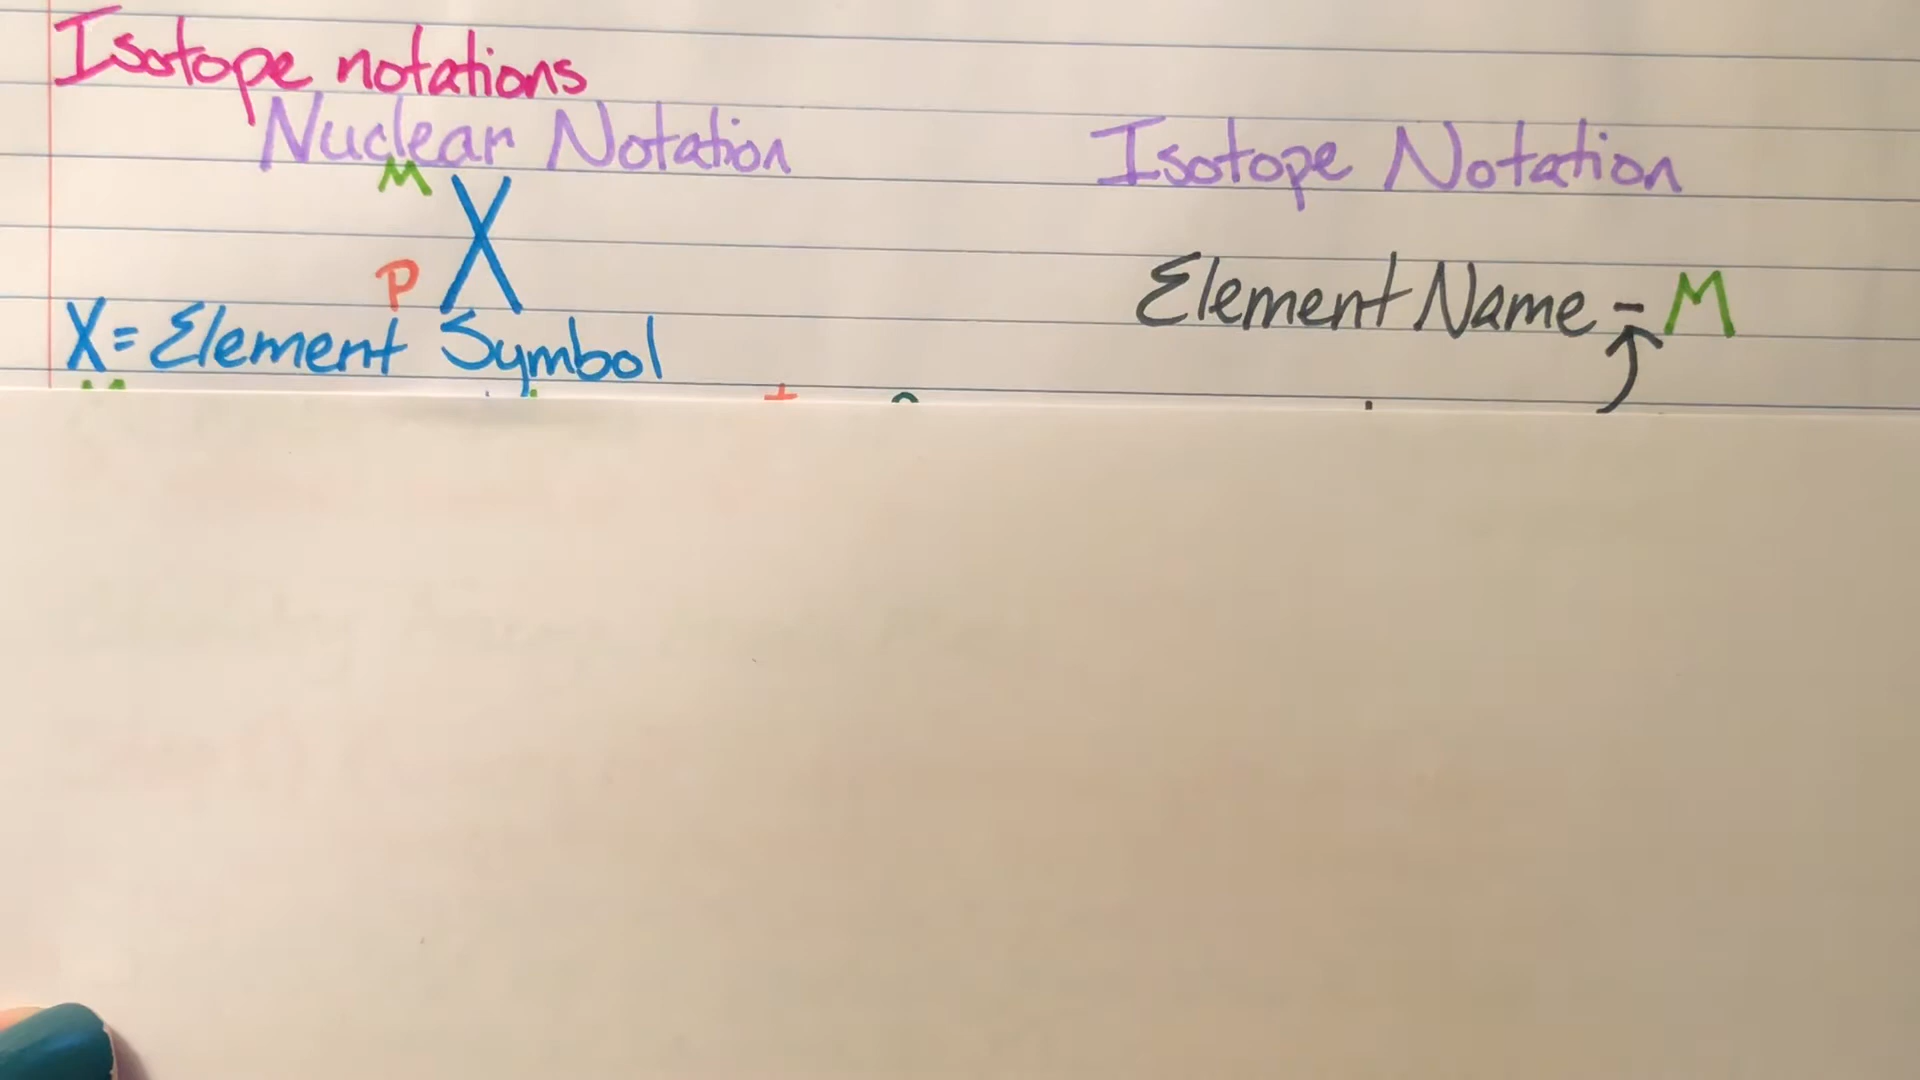 Isotope notations
Nuclear Notation
M
X
P
X = Element Symbol
Isotope Notation
Element Name - M